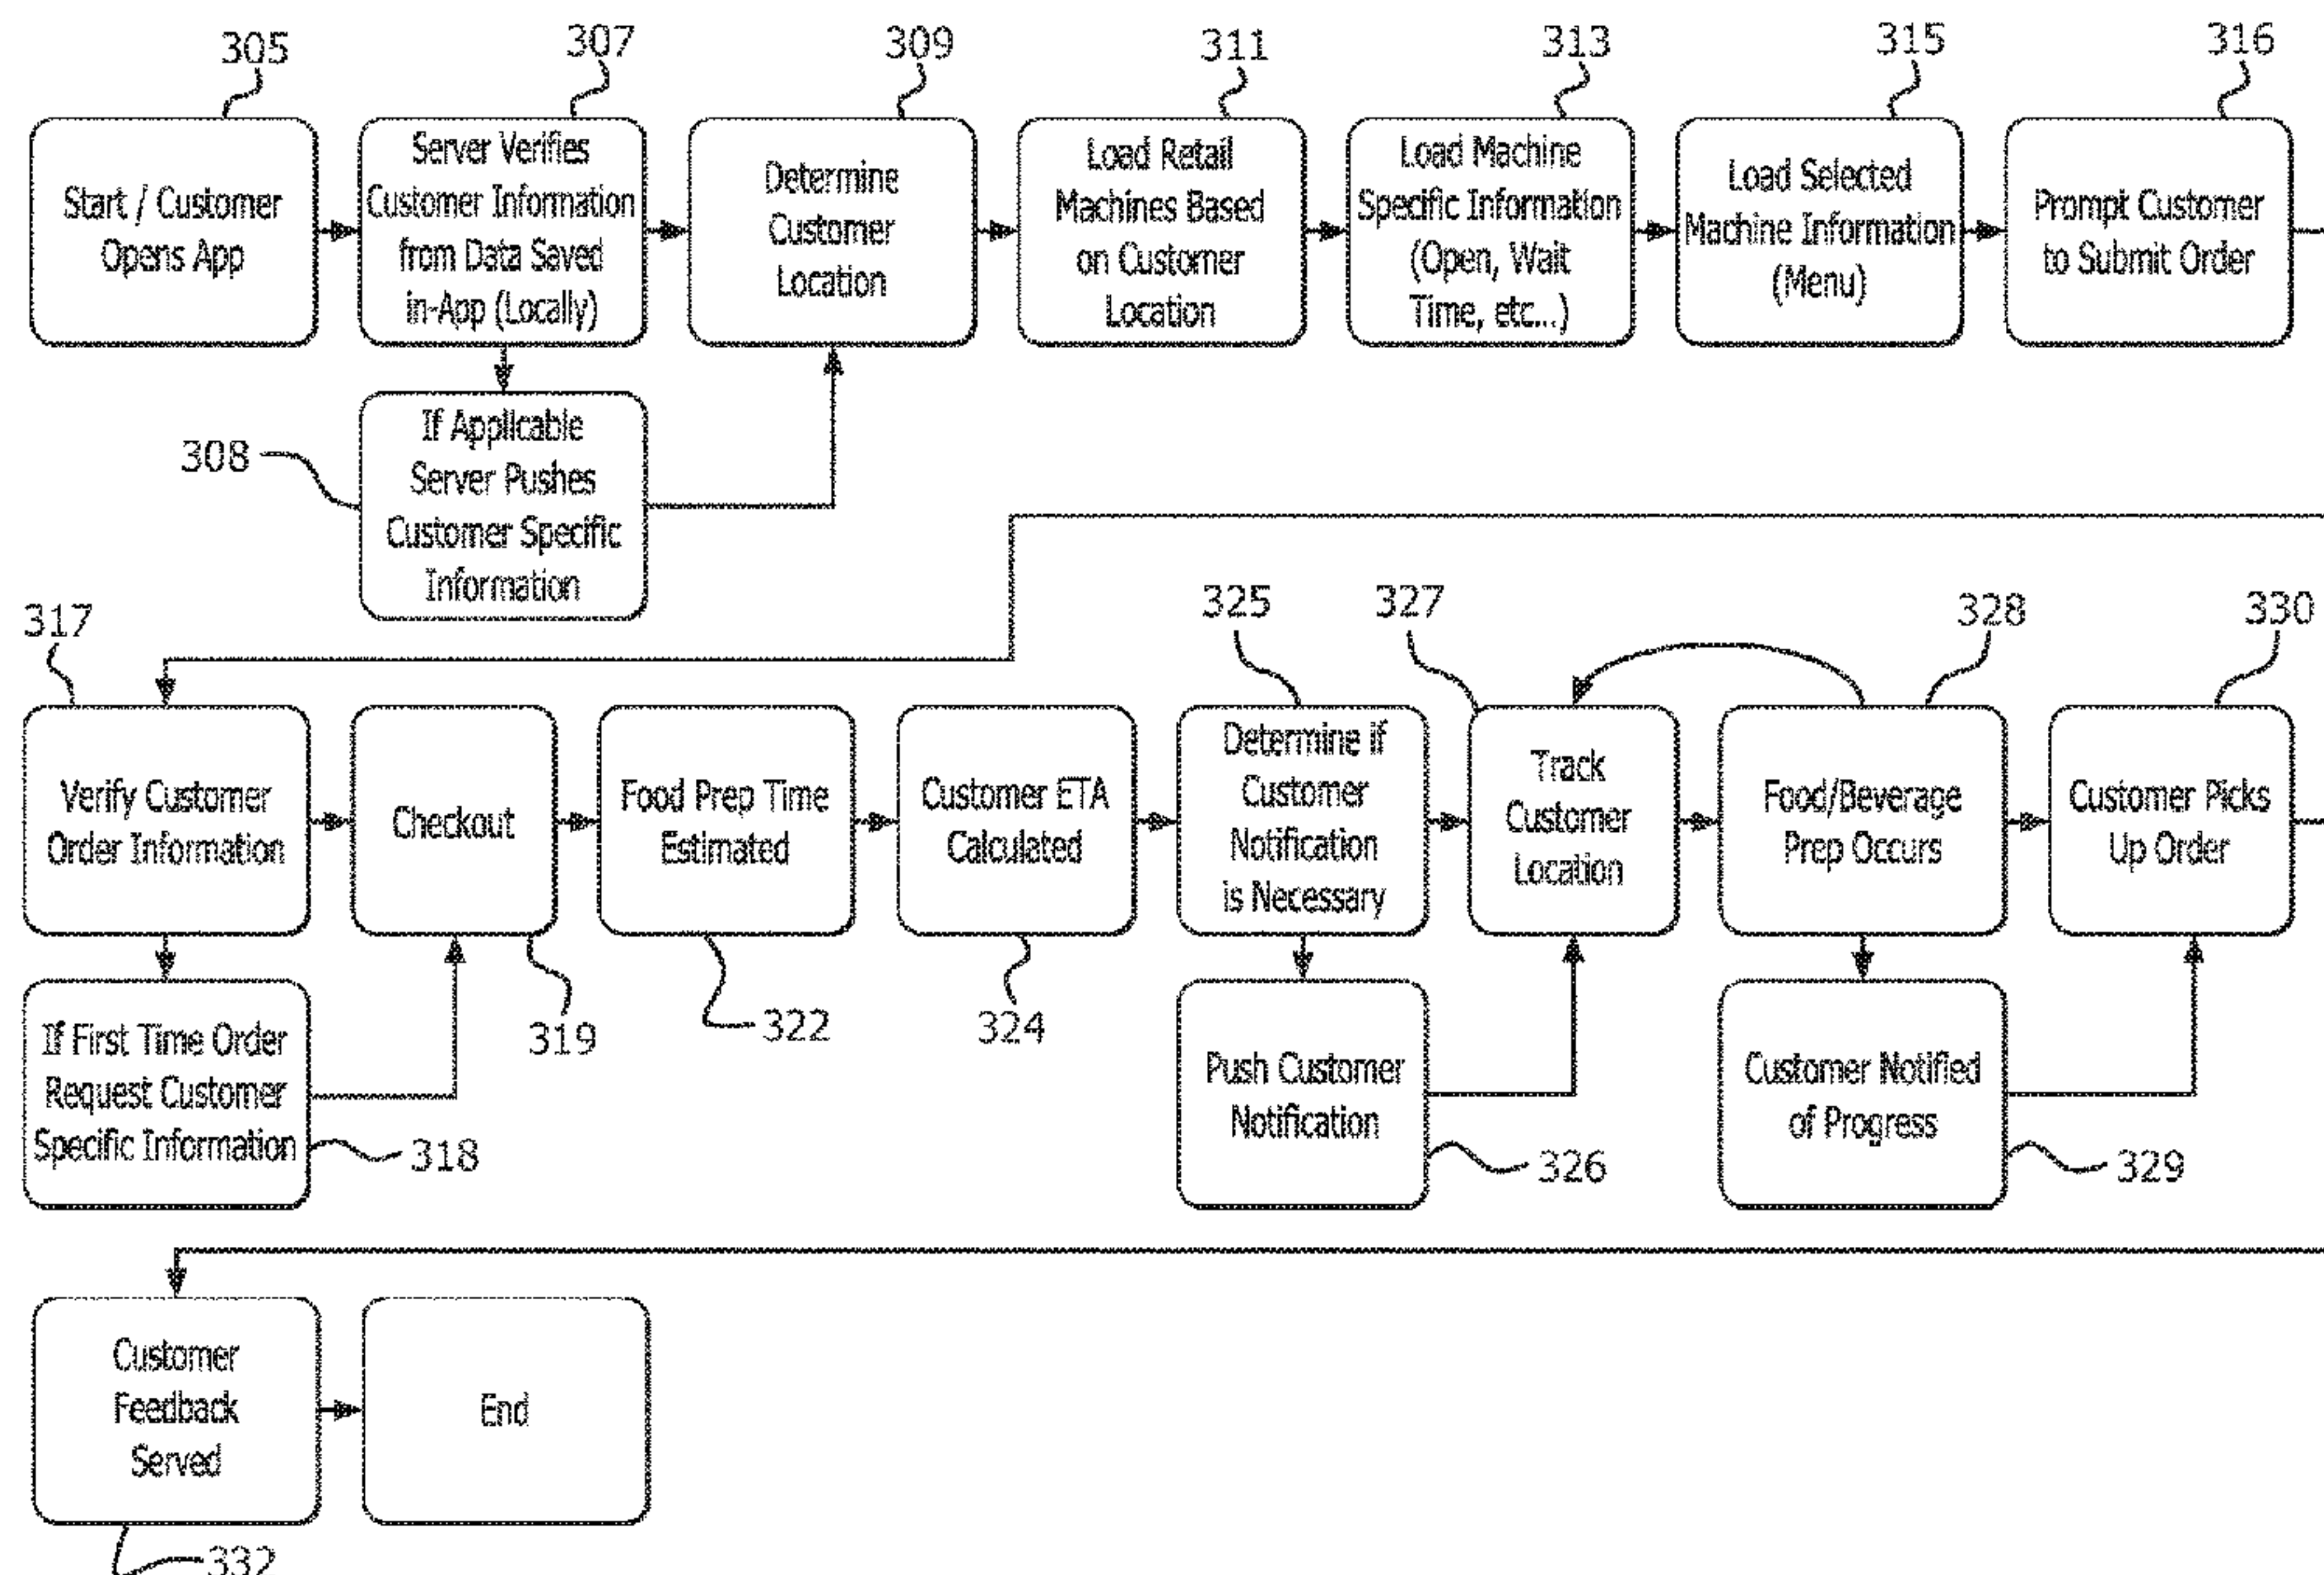 305
307
309
311
313
315
316
Start / Customer
Opens App
Server Verifies
Customer Information
from Data Saved
in-App (Locally)
Determine
Customer
Location
Load Retail
Machines Based
on Customer
Location
Load Machine
Specific Information
(Open, Wait
Time, etc...)
Load Selected
Machine Information
(Menu)
Prompt Customer
to Submit Order
308
If Applicable
Server Pushes
Customer Specific
Information
317
325
327
328
330
Verify Customer
Order Information
Checkout
Food Prep Time
Estimated
Customer ETA
Calculated
Determine if
Customer
Notification
is Necessary
Track
Customer
Location
Food/Beverage
Prep Occurs
Customer Picks
Up Order
319
322
324
If First Time Order
Request Customer
Specific Information
318
Push Customer
Notification
326
Customer Notified
of Progress
329
Customer
Feedback
Served
End
332